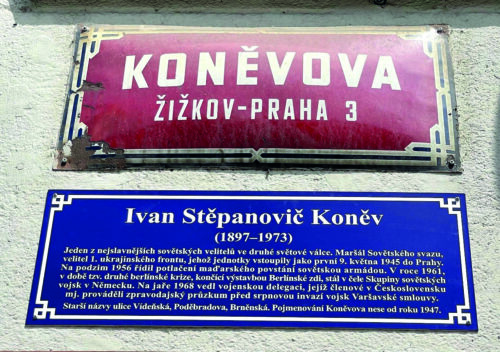 KONĚVOVA
ŽIŽKOV-PRAHA 3
Ivan Stěpanovič Koněv
(1897–1973)
Jeden z nejslavnějších sovětských velitelů ve druhé světové válce. Maršál Sovětského svazu,
velitel 1. ukrajinského frontu, jehož jednotky vstoupily jako první 9. května 1945 do Prahy.
Na podzim 1956 řídil potlačení maďarského povstání sovětskou armádou. V roce 1961,
v době tzv. druhé berlínské krize, končící výstavbou Berlínské zdi, stál v čele Skupiny sovětských
vojsk v Německu. Na jaře 1968 vedl vojenskou delegaci, jejíž členové v Československu
mj. prováděli zpravodajský průzkum před srpnovou invazí vojsk Varšavské smlouvy.
Starší názvy ulice Vídeňská, Poděbradova, Brněnská. Pojmenování Koněvova nese od roku 1947.